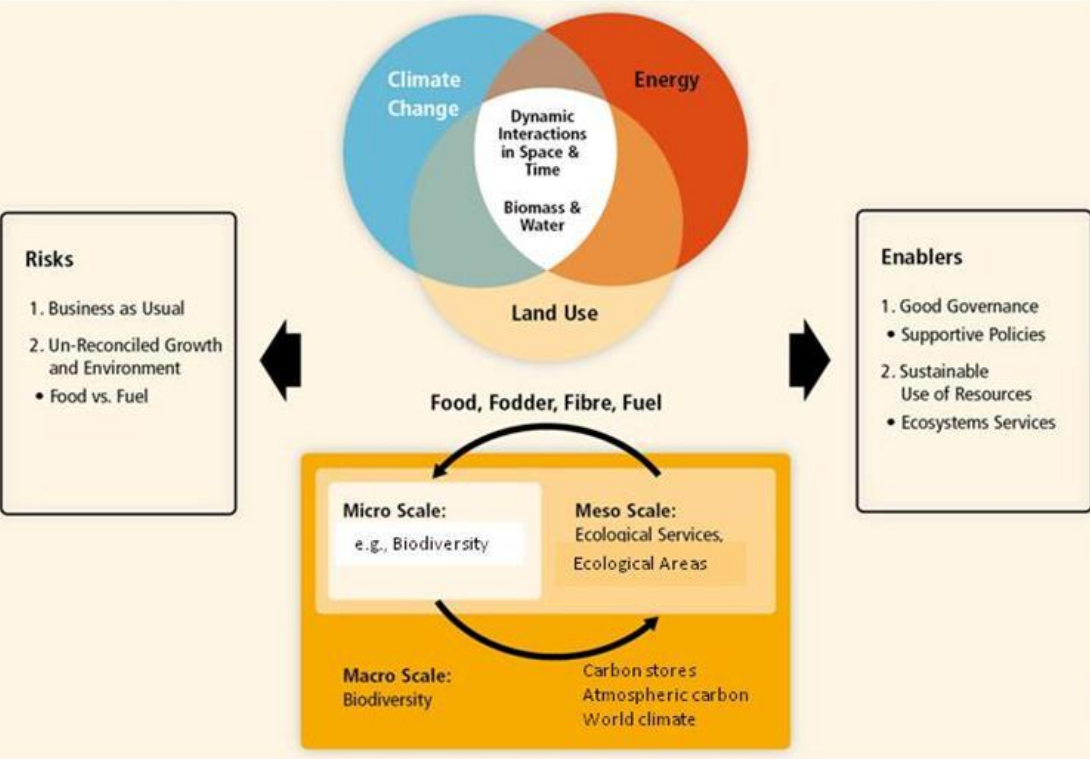 Climate
Change
Energy
Dynamic
Interactions
in Space &
Time
Biomass &
Water
Land Use
Risks
1. Business as Usual
2. Un-Reconciled Growth
and Environment
• Food vs. Fuel
Enablers
1. Good Governance
• Supportive Policies
2. Sustainable
Use of Resources
• Ecosystems Services
Food, Fodder, Fibre, Fuel
Micro Scale:
e.g., Biodiversity
Meso Scale:
Ecological Services,
Ecological Areas
Macro Scale:
Biodiversity
Carbon stores
Atmospheric carbon
World climate